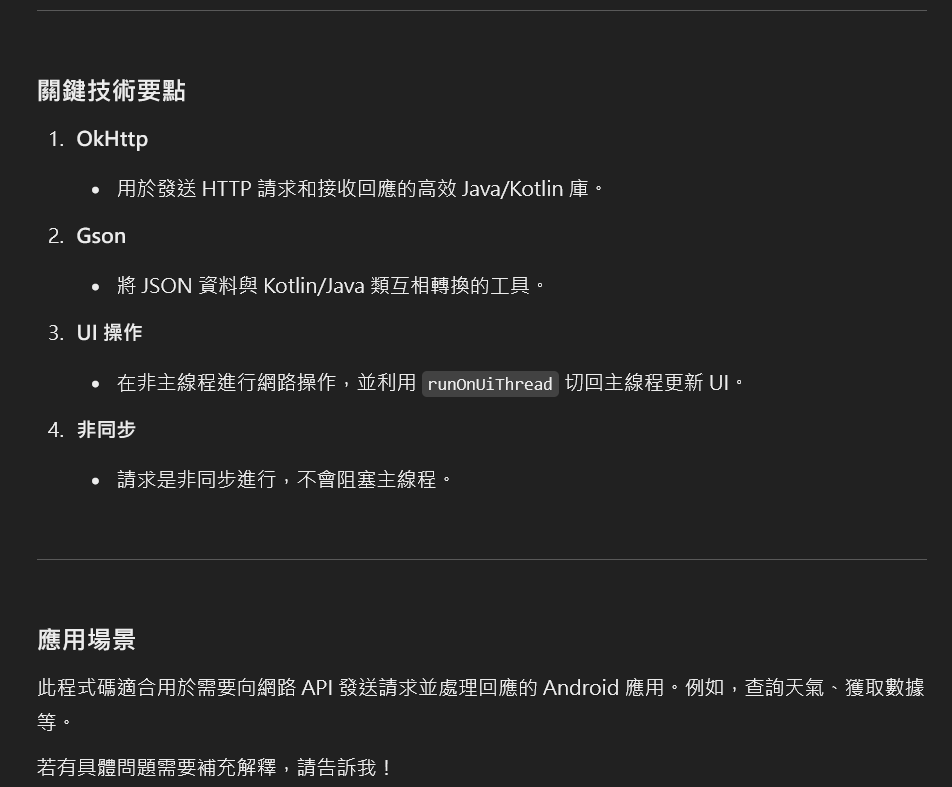 關鍵技術要點
1. OkHttp
• 用於發送 HTTP 請求和接收回應的高效 Java/Kotlin 庫。
2. Gson
• 將 JSON 資料與 Kotlin/Java 類互相轉換的工具。
3. UI 操作
• 在非主線程進行網路操作，並利用 runOnUiThread 切回主線程更新 UI。
4. 非同步
• 請求是非同步進行，不會阻塞主線程。
應用場景
此程式碼適合用於需要向網路 API 發送請求並處理回應的 Android 應用。例如，查詢天氣、獲取數據
等。
若有具體問題需要補充解釋，請告訴我！